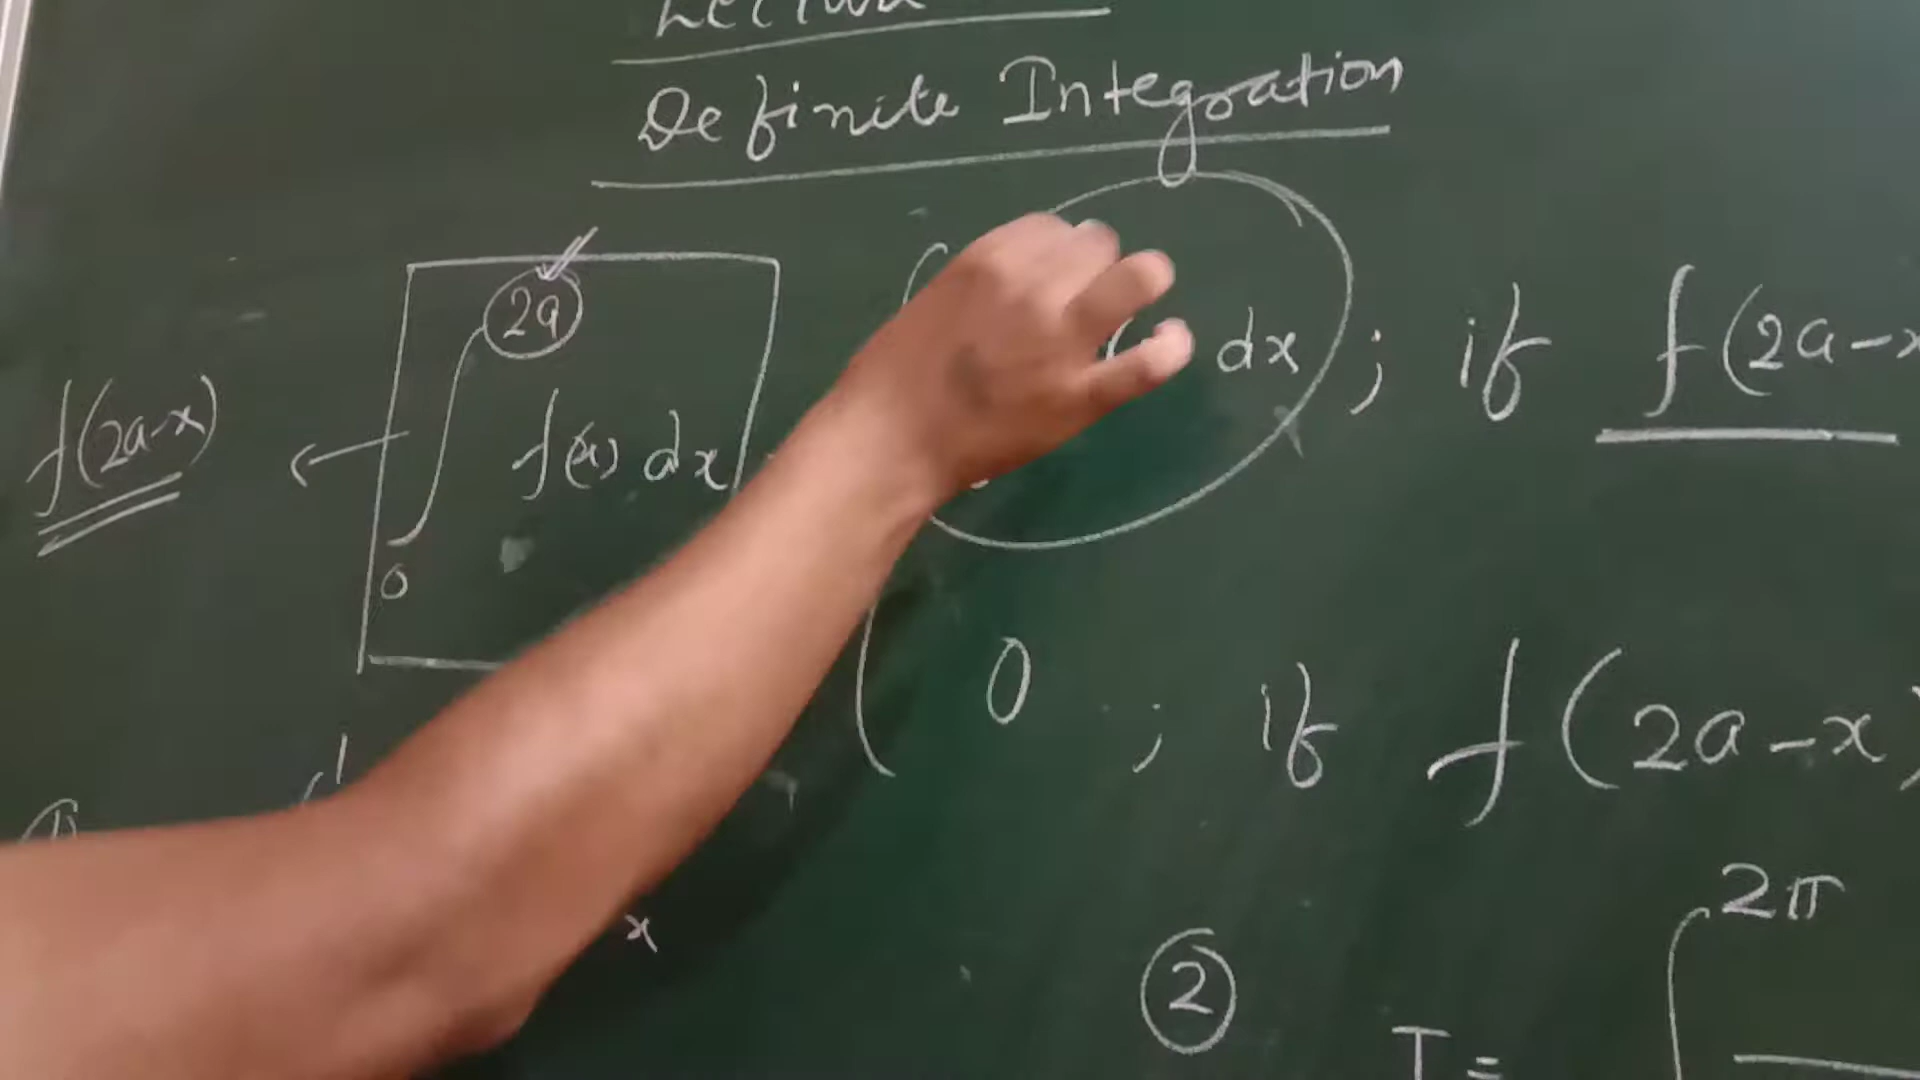 Definite Integration
2a
∫ f(x) dx
0
f(2a-x)
dx ; if f(2a-x
0 ; if f(2a-x)
x
②
I = ∫ 2π